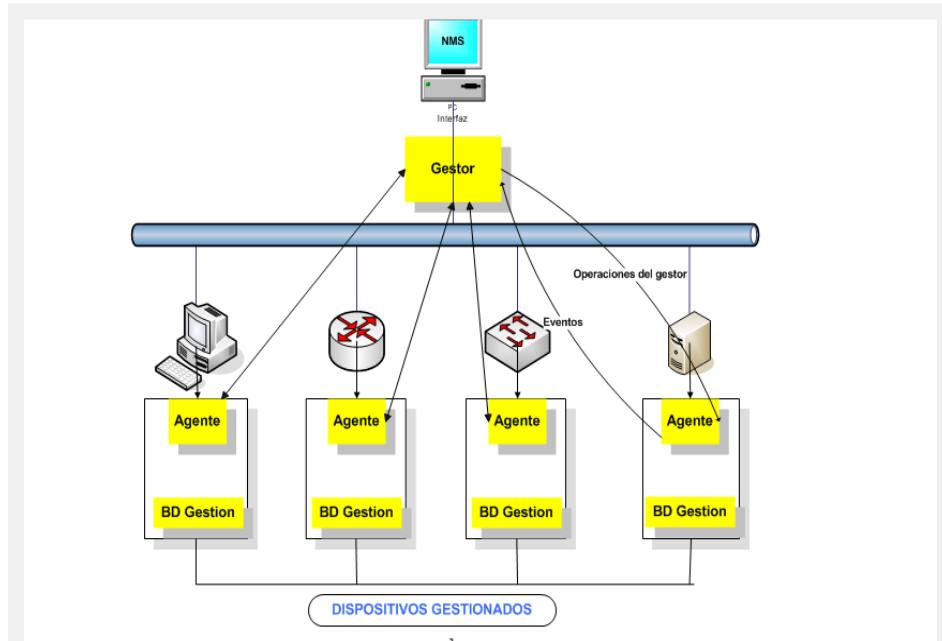 NMS
PC
Interfaz
Gestor
Operaciones del gestor
Eventos
Agente
Agente
Agente
Agente
BD Gestion
BD Gestion
BD Gestion
BD Gestion
DISPOSITIVOS GESTIONADOS